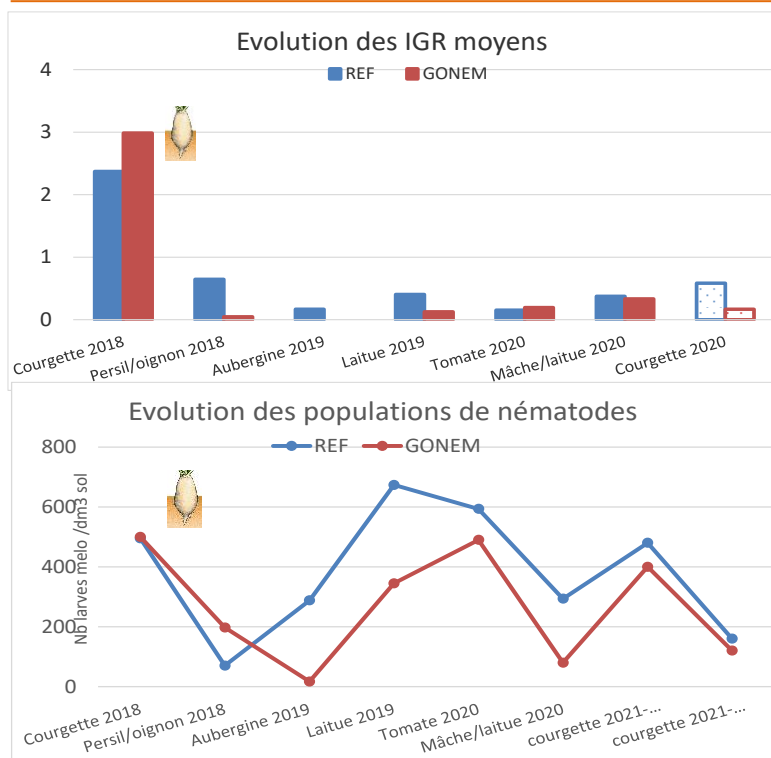 Evolution des IGR moyens
REF GONEM
4
3
2
1
0
Courgette 2018
Persil/oignon 2018
Aubergine 2019
Laitue 2019
Tomate 2020
Mâche/laitue 2020
Courgette 2020
Evolution des populations de nématodes
REF GONEM
Nb larves melo /dm3 sol
800
600
400
200
0
Courgette 2018
Persil/oignon 2018
Aubergine 2019
Laitue 2019
Tomate 2020
Mâche/laitue 2020
courgette 2021-...
courgette 2021-...